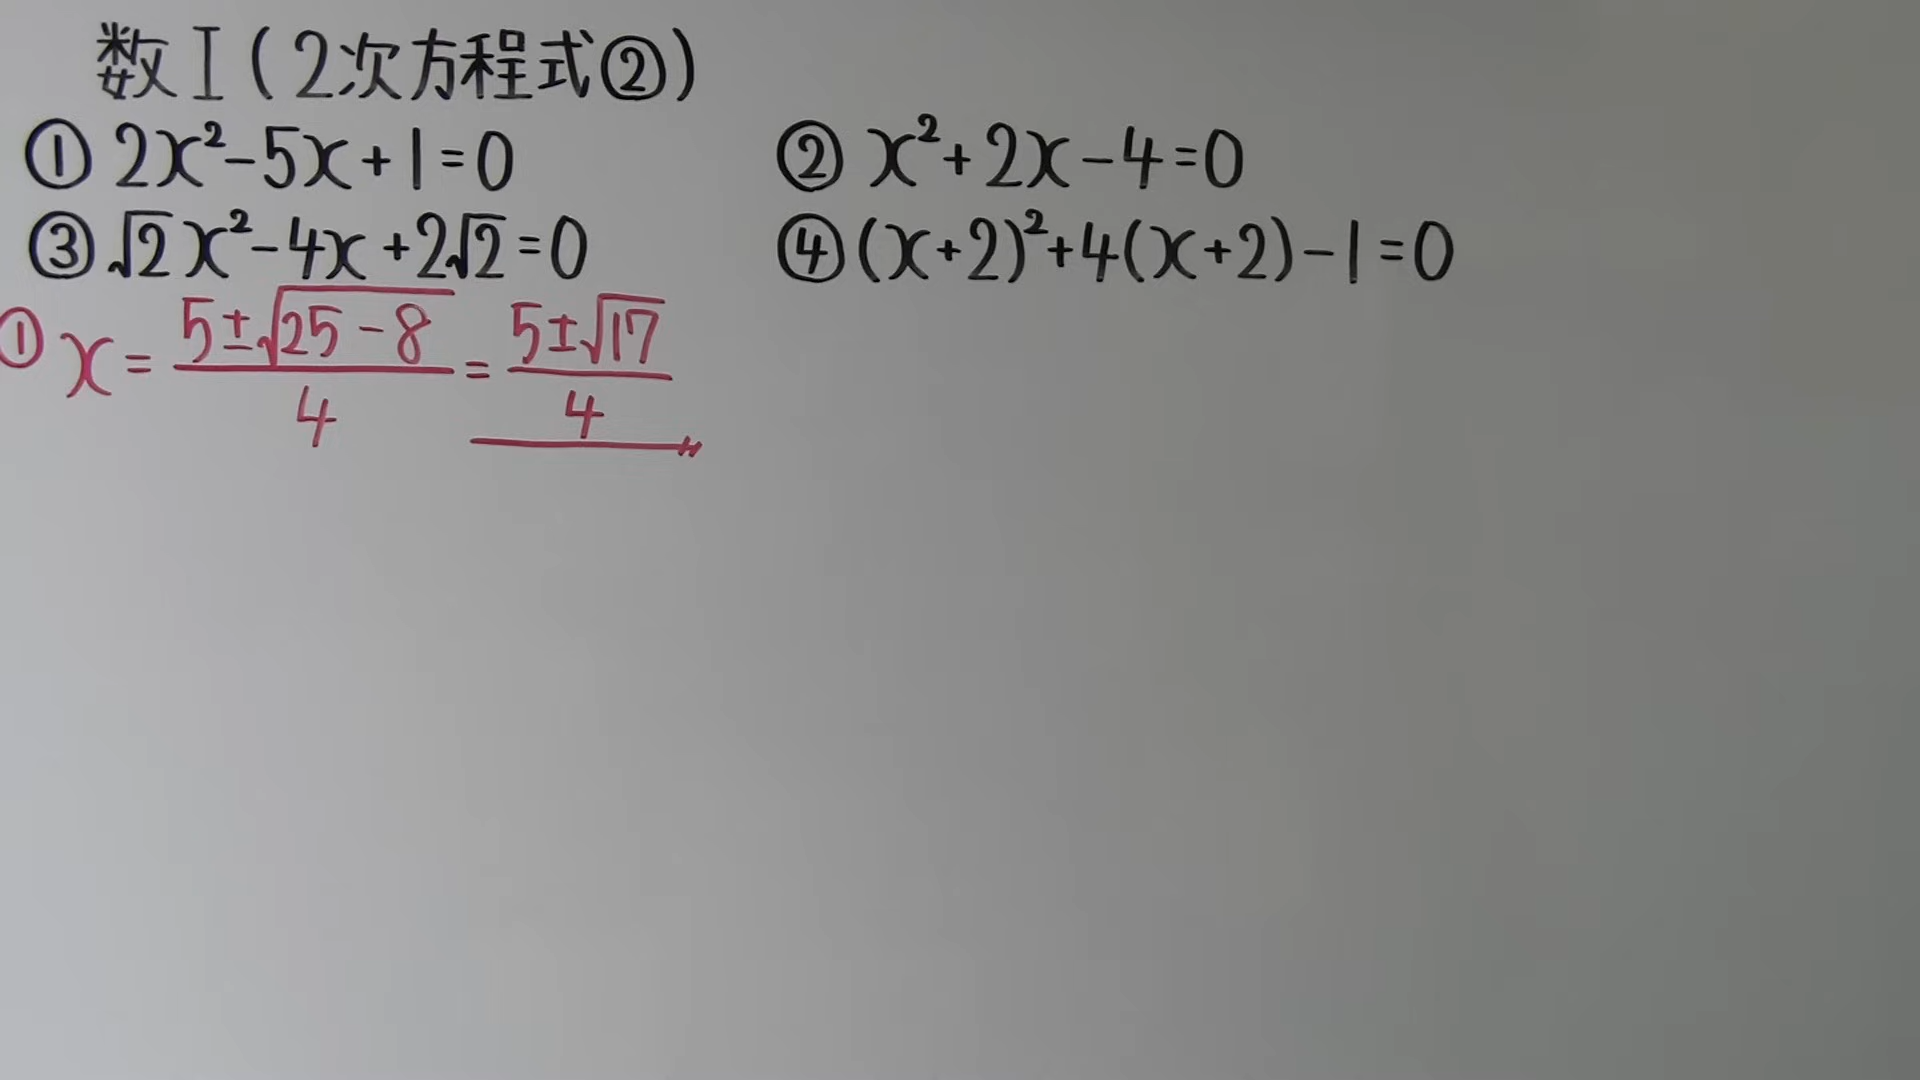 数I(2次方程式②)
① 2x²-5x+1=0
② x²+2x-4=0
③ √2x²-4x+2√2=0
④ (x+2)²+4(x+2)-1=0
① x=(5±√(25-8))/4=(5±√17)/4